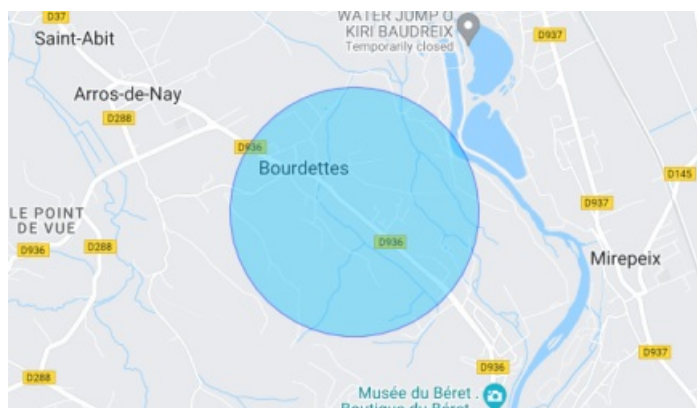 D37
WATER JUMP O
KIRI BAUDREIX
Temporarily closed
D937
Saint-Abit
Arros-de-Nay
D288
D936
Bourdettes
D145
D937
LE POINT
DE VUE
D936
D288
D936
Mirepeix
D937
D936
D288
Musée du Béret .
Boutique du Béret